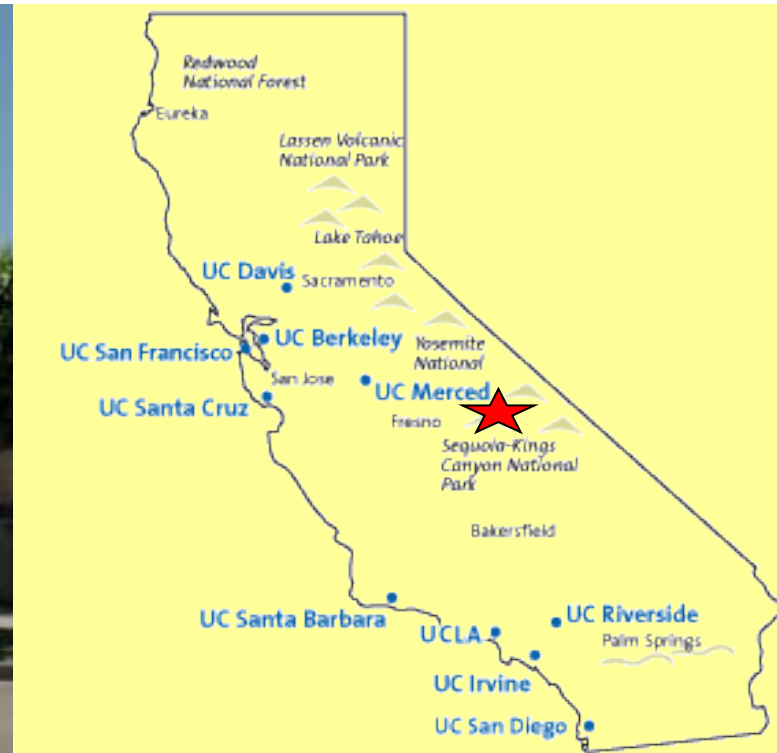 Redwood
National Forest
Eureka
Lassen Volcanic
National Park
Lake Tahoe
UC Davis
Sacramento
UC Berkeley
Yosemite
National
UC San Francisco
San Jose
UC Merced
UC Santa Cruz
Fresno
Sequoia-Kings
Canyon National
Park
Bakersfield
UC Santa Barbara
UC Riverside
UCLA
Palm Springs
UC Irvine
UC San Diego